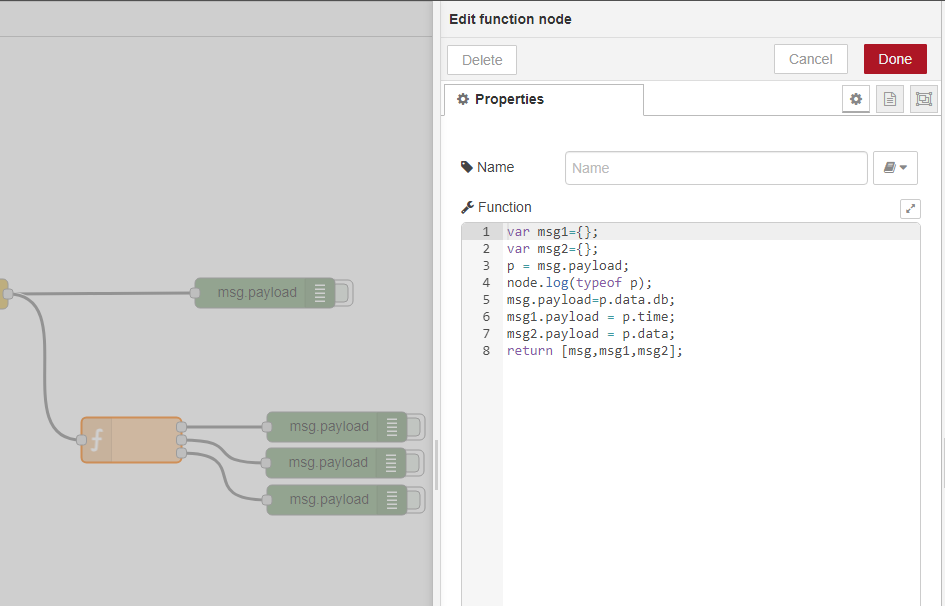 Edit function node
Delete
Cancel
Done
Properties
Name
Name
Function
1 var msg1={};
2 var msg2={};
3 p = msg.payload;
4 node.log(typeof p);
5 msg.payload=p.data.db;
6 msg1.payload = p.time;
7 msg2.payload = p.data;
8 return [msg,msg1,msg2];
msg.payload
f
msg.payload
msg.payload
msg.payload